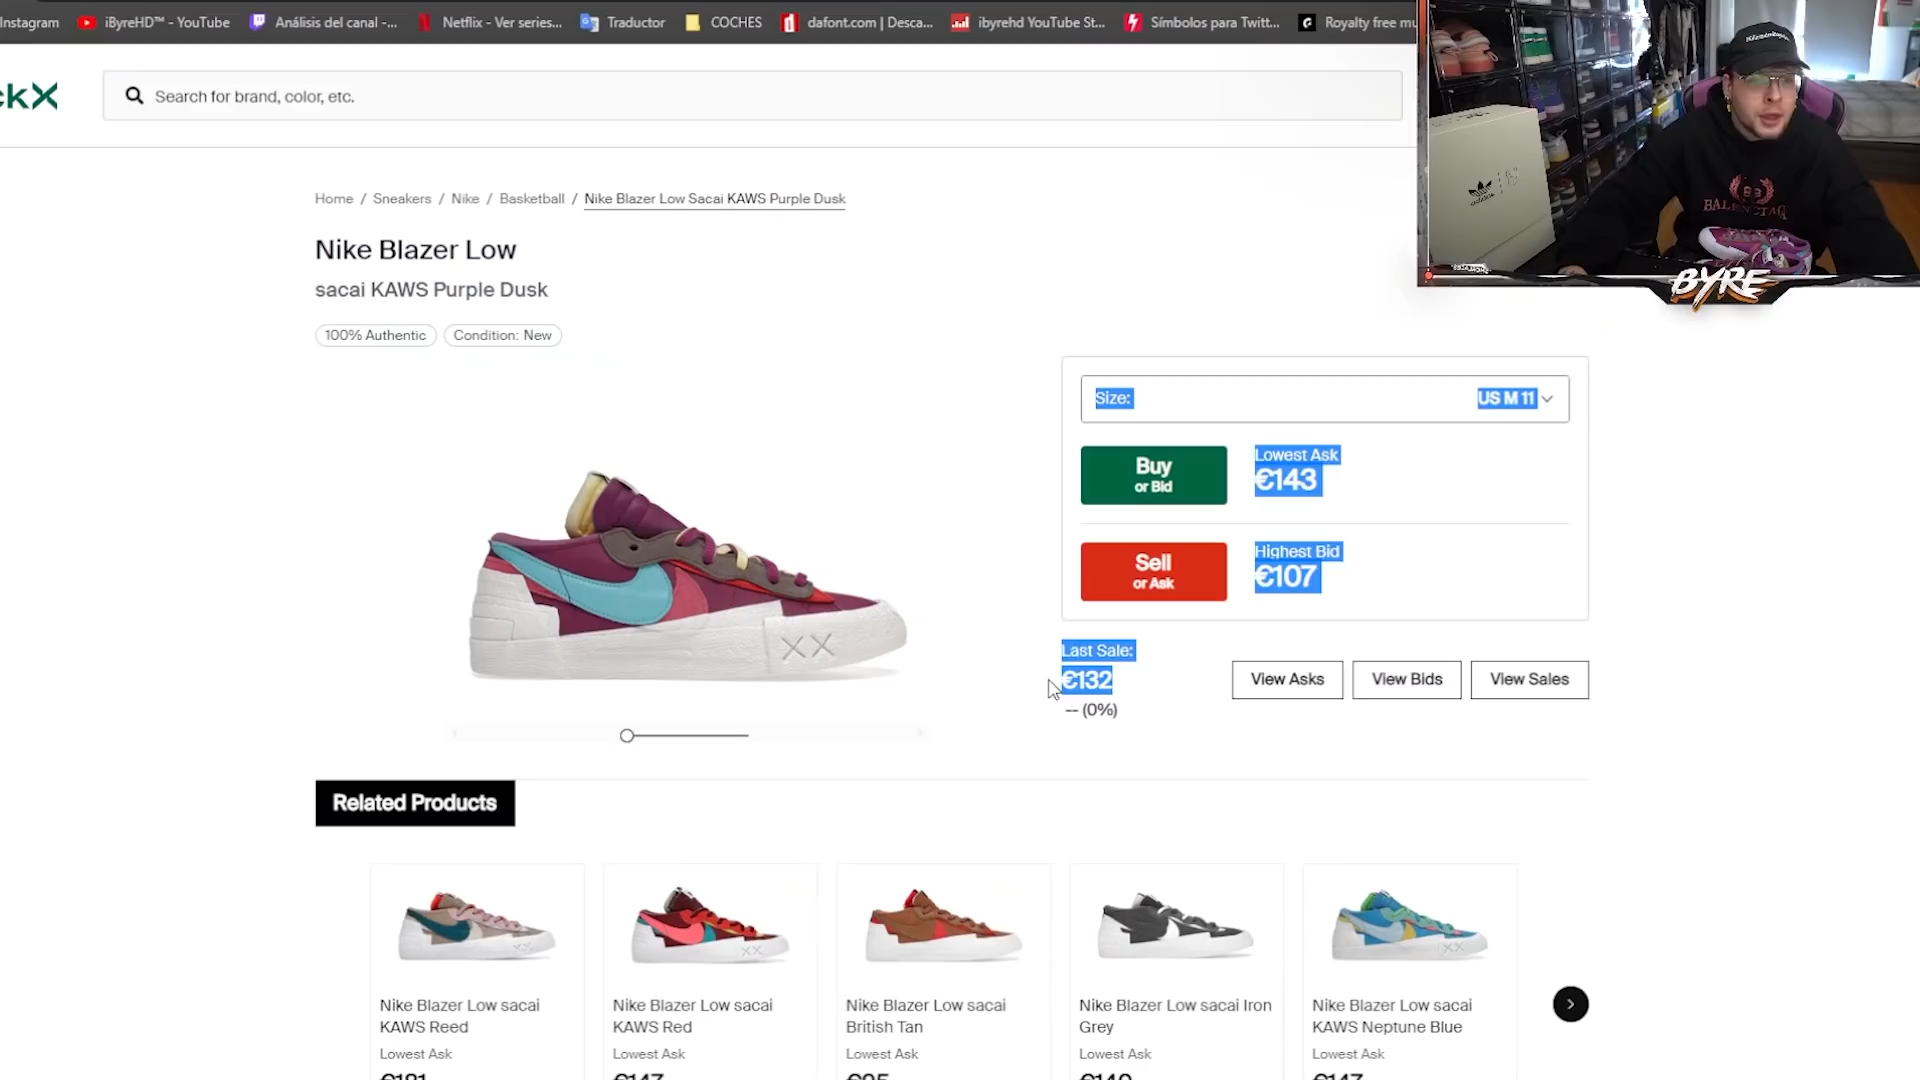 Instagram iByreHD™ - YouTube Análisis del canal -... Netflix - Ver series... Traductor COCHES dafont.com | Desca... ibyrehd YouTube St... Símbolos para Twitt... Royalty free mu
ckX
Search for brand, color, etc.
adidas
BALENCIAGA
BYRE
Home / Sneakers / Nike / Basketball / Nike Blazer Low Sacai KAWS Purple Dusk
Nike Blazer Low
sacai KAWS Purple Dusk
100% Authentic Condition: New
Size: US M 11
Buy
or Bid
Lowest Ask
€143
Sell
or Ask
Highest Bid
€107
Last Sale:
€132
-- (0%)
View Asks View Bids View Sales
XX
Related Products
Nike Blazer Low sacai
KAWS Reed
Lowest Ask
€181
Nike Blazer Low sacai
KAWS Red
Lowest Ask
€147
Nike Blazer Low sacai
British Tan
Lowest Ask
€95
Nike Blazer Low sacai Iron
Grey
Lowest Ask
€140
Nike Blazer Low sacai
KAWS Neptune Blue
Lowest Ask
€147